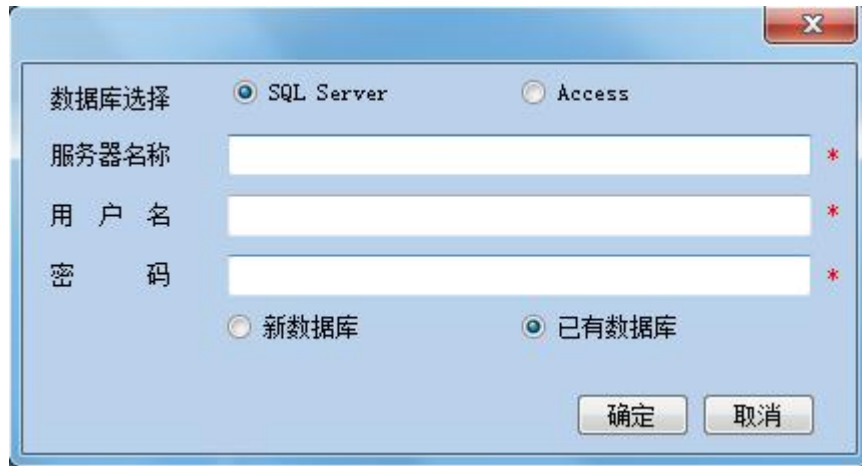 数据库选择 SQL Server Access
服务器名称 *
用户名 *
密码 *
新数据库 已有数据库
确定 取消